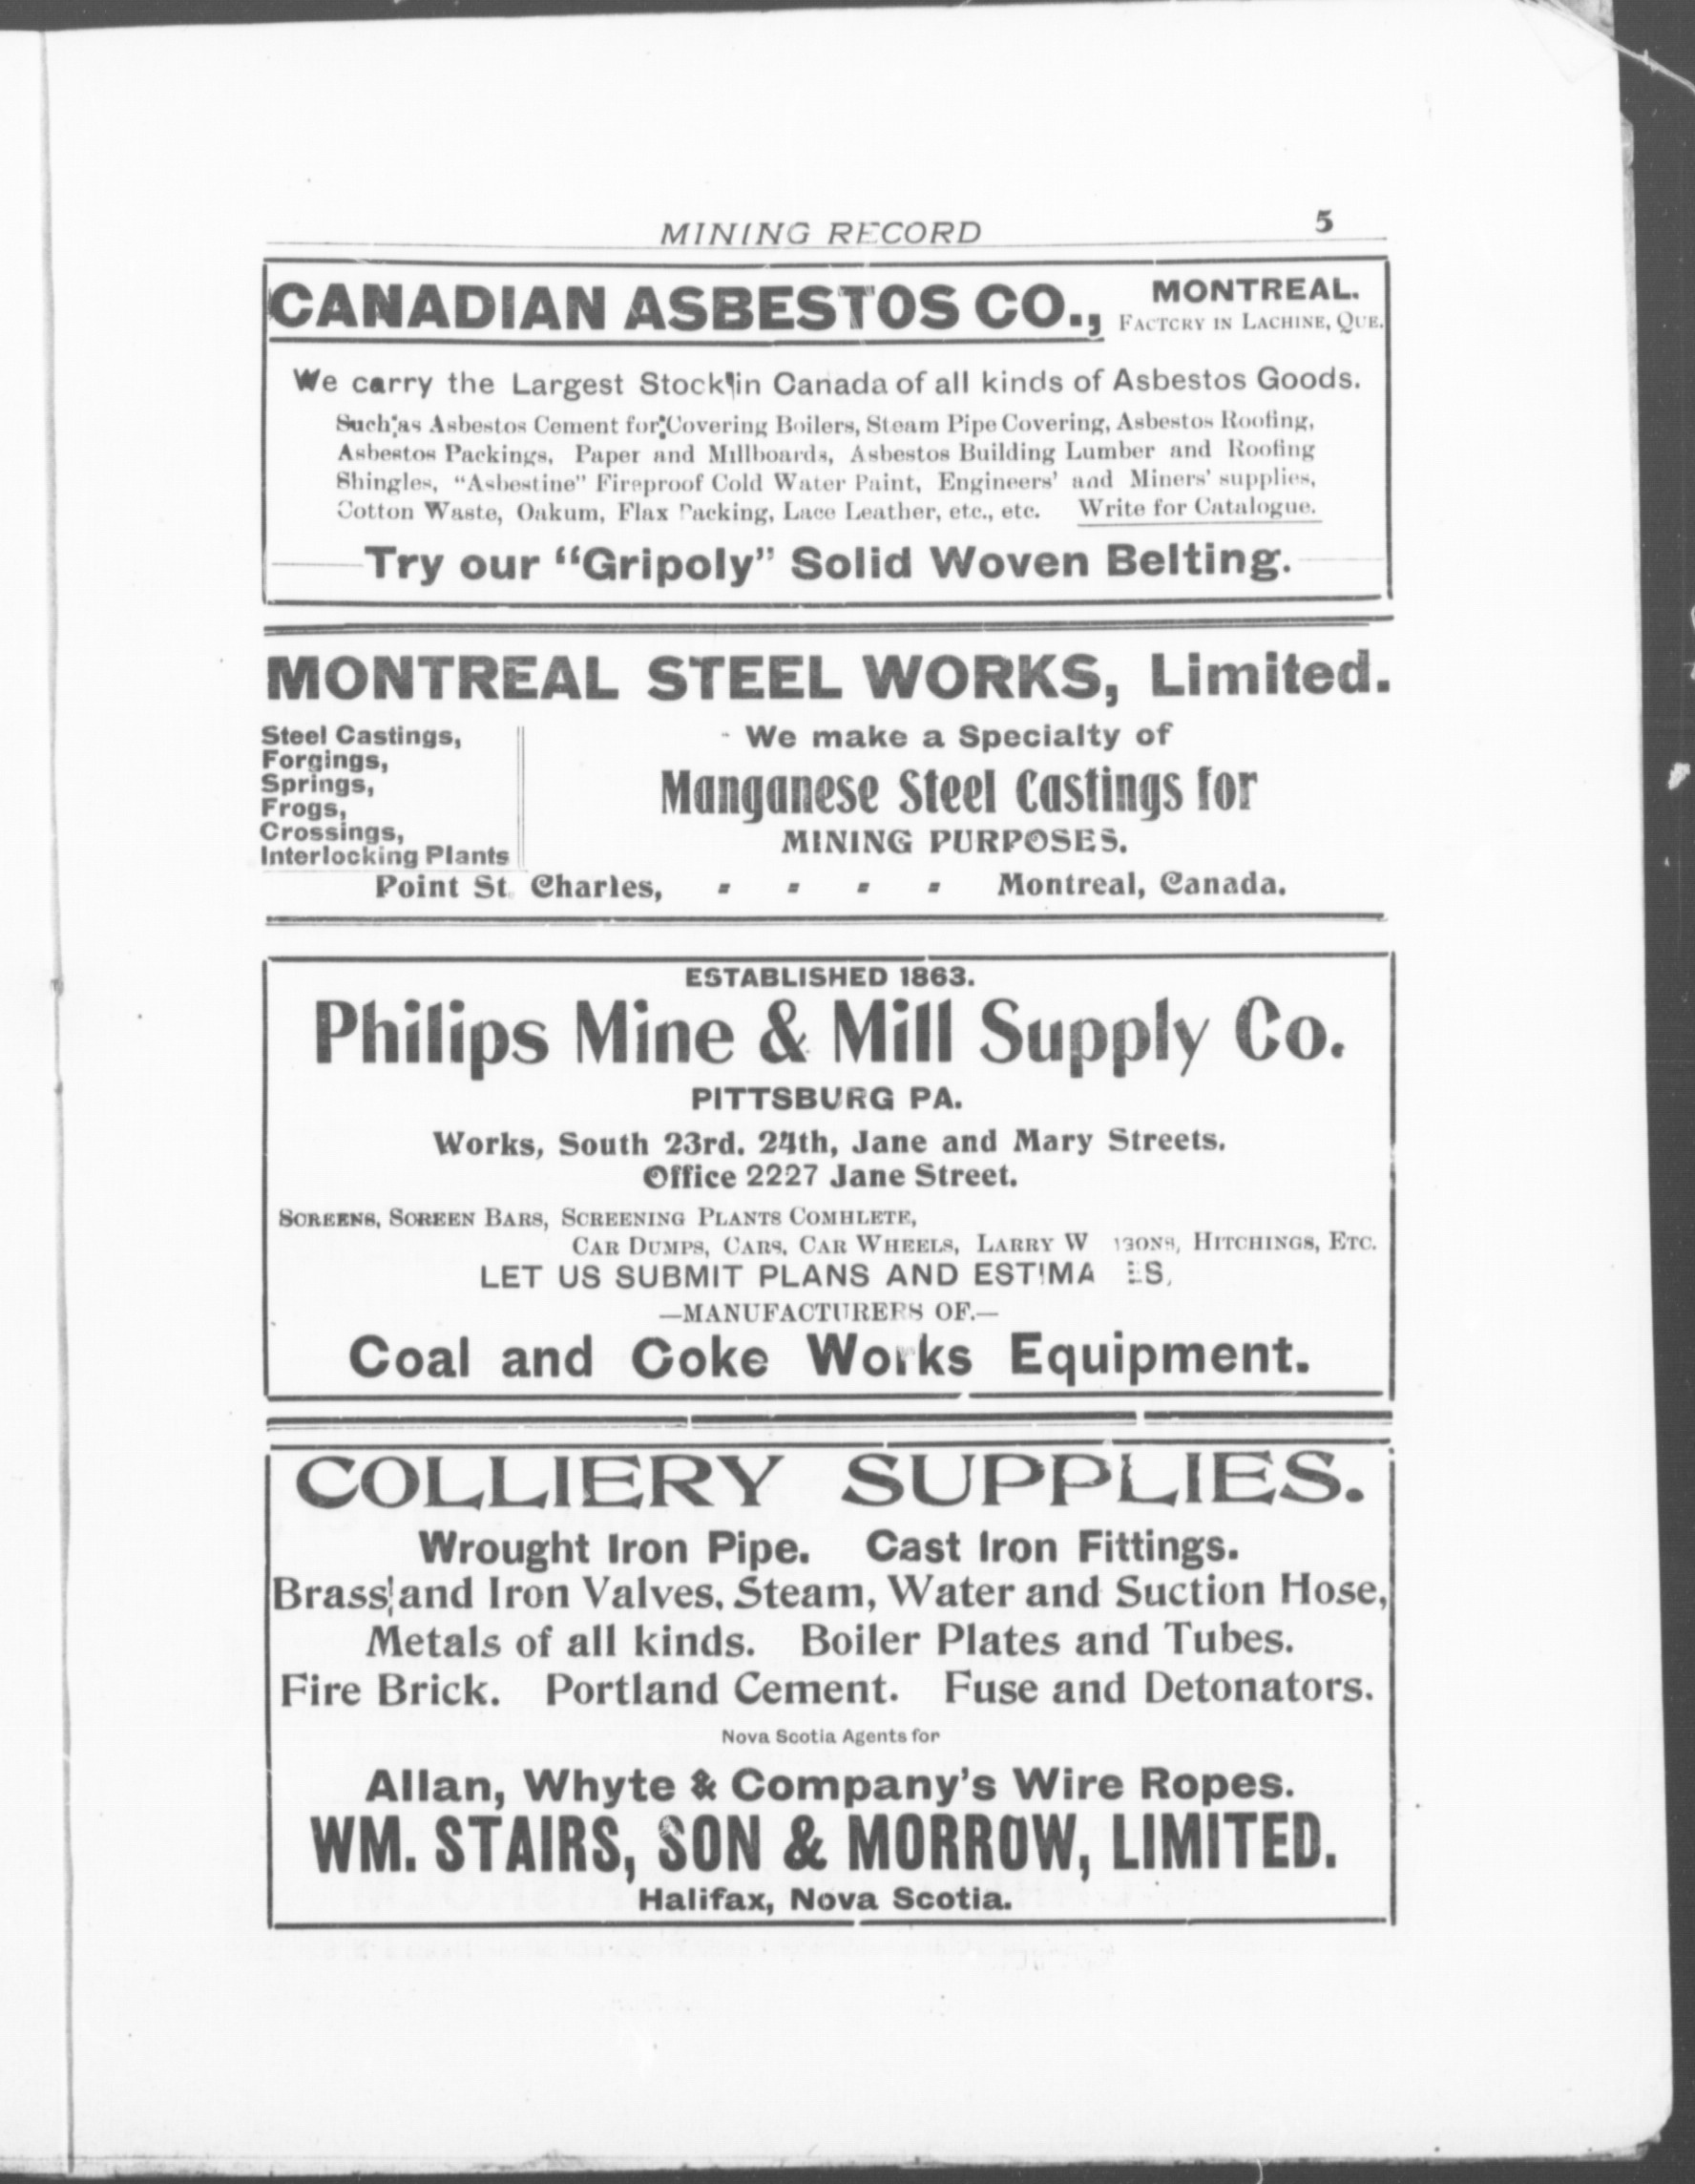 MINING RECORD 5
CANADIAN ASBESTOS CO., MONTREAL.
FACTCRY IN LACHINE, QUE.
We carry the Largest Stock in Canada of all kinds of Asbestos Goods.
Such as Asbestos Cement for Covering Boilers, Steam Pipe Covering, Asbestos Roofing,
Asbestos Packings, Paper and Millboards, Asbestos Building Lumber and Roofing
Shingles, "Asbestine" Fireproof Cold Water Paint, Engineers' and Miners' supplies,
Cotton Waste, Oakum, Flax Packing, Lace Leather, etc., etc. Write for Catalogue.
Try our "Gripoly" Solid Woven Belting.
MONTREAL STEEL WORKS, Limited.
Steel Castings,
Forgings,
Springs,
Frogs,
Crossings,
Interlocking Plants
We make a Specialty of
Manganese Steel Castings for
MINING PURPOSES.
Point St. Charles, - - - - Montreal, Canada.
ESTABLISHED 1863.
Philips Mine & Mill Supply Co.
PITTSBURG PA.
Works, South 23rd. 24th, Jane and Mary Streets.
Office 2227 Jane Street.
SOREENS, SOREEN BARS, SCREENING PLANTS COMHLETE,
CAR DUMPS, CARS, CAR WHEELS, LARRY HITCHINGS, ETC.
LET US SUBMIT PLANS AND
—MANUFACTURERS OF.—
Coal and Coke Works Equipment.
COLLIERY SUPPLIES.
Wrought Iron Pipe. Cast Iron Fittings.
Brass and Iron Valves, Steam, Water and Suction Hose,
Metals of all kinds. Boiler Plates and Tubes.
Fire Brick. Portland Cement. Fuse and Detonators.
Nova Scotia Agents for
Allan, Whyte & Company's Wire Ropes.
WM. STAIRS, SON & MORROW, LIMITED.
Halifax, Nova Scotia.